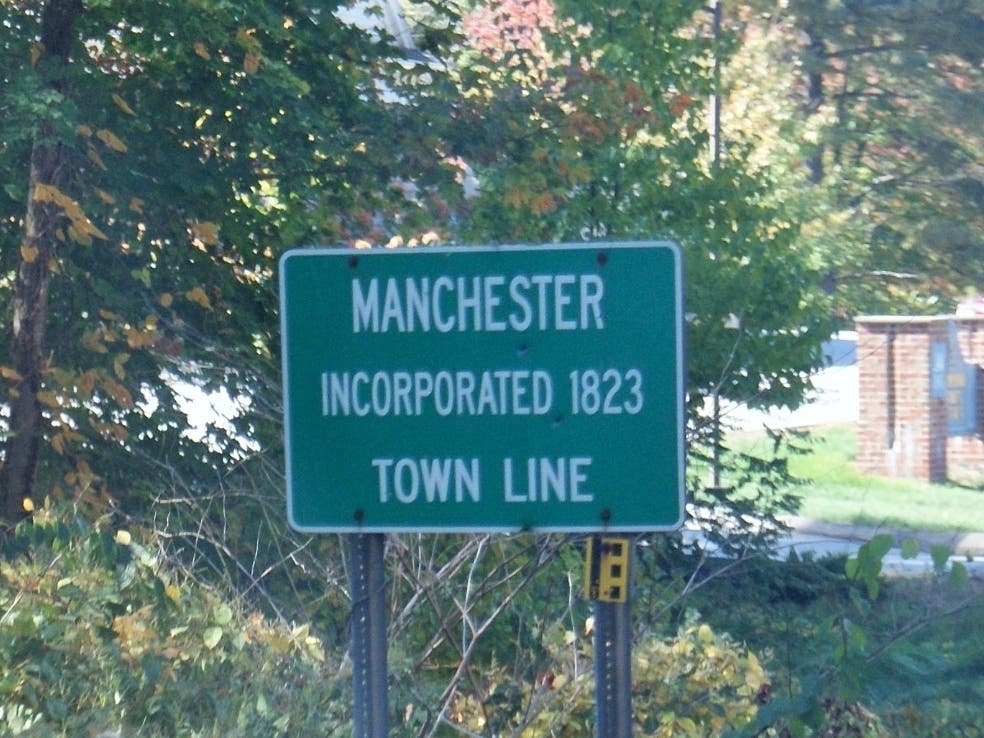 MANCHESTER
INCORPORATED 1823
TOWN LINE